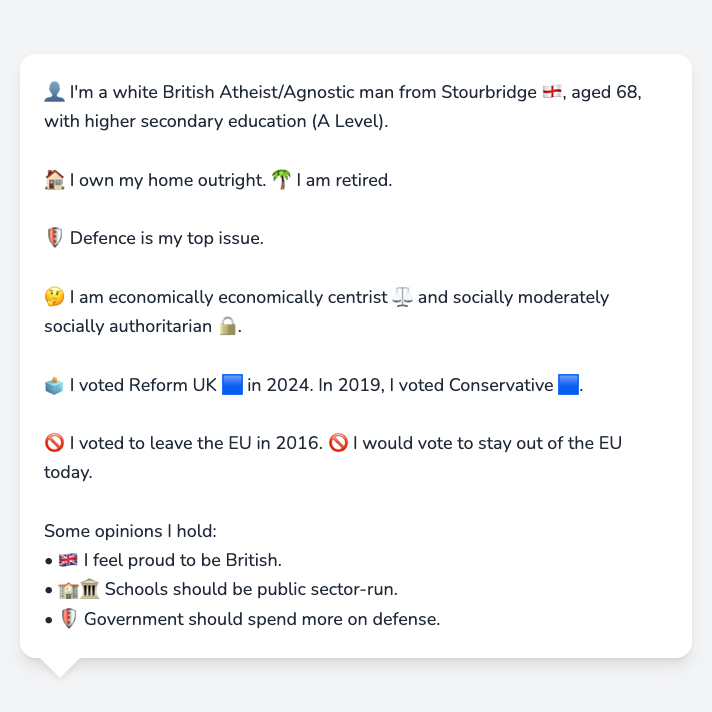 👤 I'm a white British Atheist/Agnostic man from Stourbridge 🏴󠁧󠁢󠁥󠁮󠁧󠁿, aged 68,
with higher secondary education (A Level).
🏠 I own my home outright. 🌴 I am retired.
🛡️ Defence is my top issue.
🤔 I am economically economically centrist ⚖️ and socially moderately
socially authoritarian 🔒.
🗳️ I voted Reform UK 🟦 in 2024. In 2019, I voted Conservative 🟦.
🚫 I voted to leave the EU in 2016. 🚫 I would vote to stay out of the EU
today.
Some opinions I hold:
• 🇬🇧 I feel proud to be British.
• 🏫🏛️ Schools should be public sector-run.
• 🛡️ Government should spend more on defense.